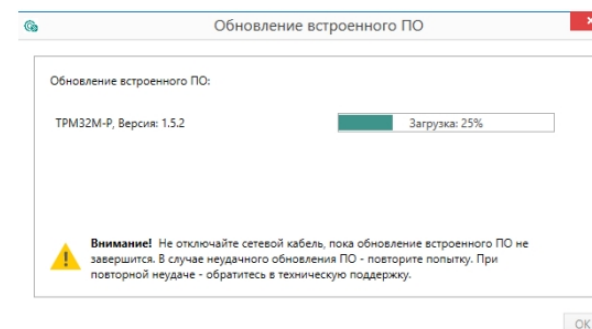 Обновление встроенного ПО
Обновление встроенного ПО:
ТРМ32М-Р, Версия: 1.5.2
Загрузка: 25%
Внимание! Не отключайте сетевой кабель, пока обновление встроенного ПО не
завершится. В случае неудачного обновления ПО - повторите попытку. При
повторной неудаче - обратитесь в техническую поддержку.
ОК